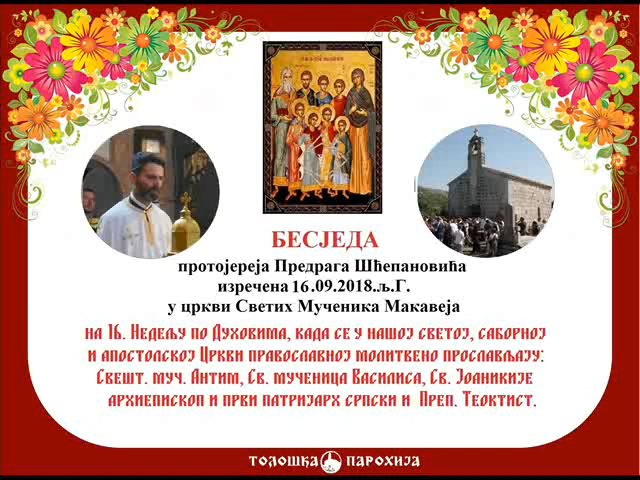 БЕСЈЕДА
протојереја Предрага Шћепановића
изречена 16.09.2018.љ.Г.
у цркви Светих Мученика Макавеја
на 16. Недељу по Духовима, када се у нашој светој, саборној
и апостолској Цркви православној молитвено прослављају:
Свешт. муч. Антим, Св. мученица Василиса, Св. Јоаникије
архиепископ и први патријарх српски и Преп. Теоктист.
ТОЛОШКА ПАРОХИЈА